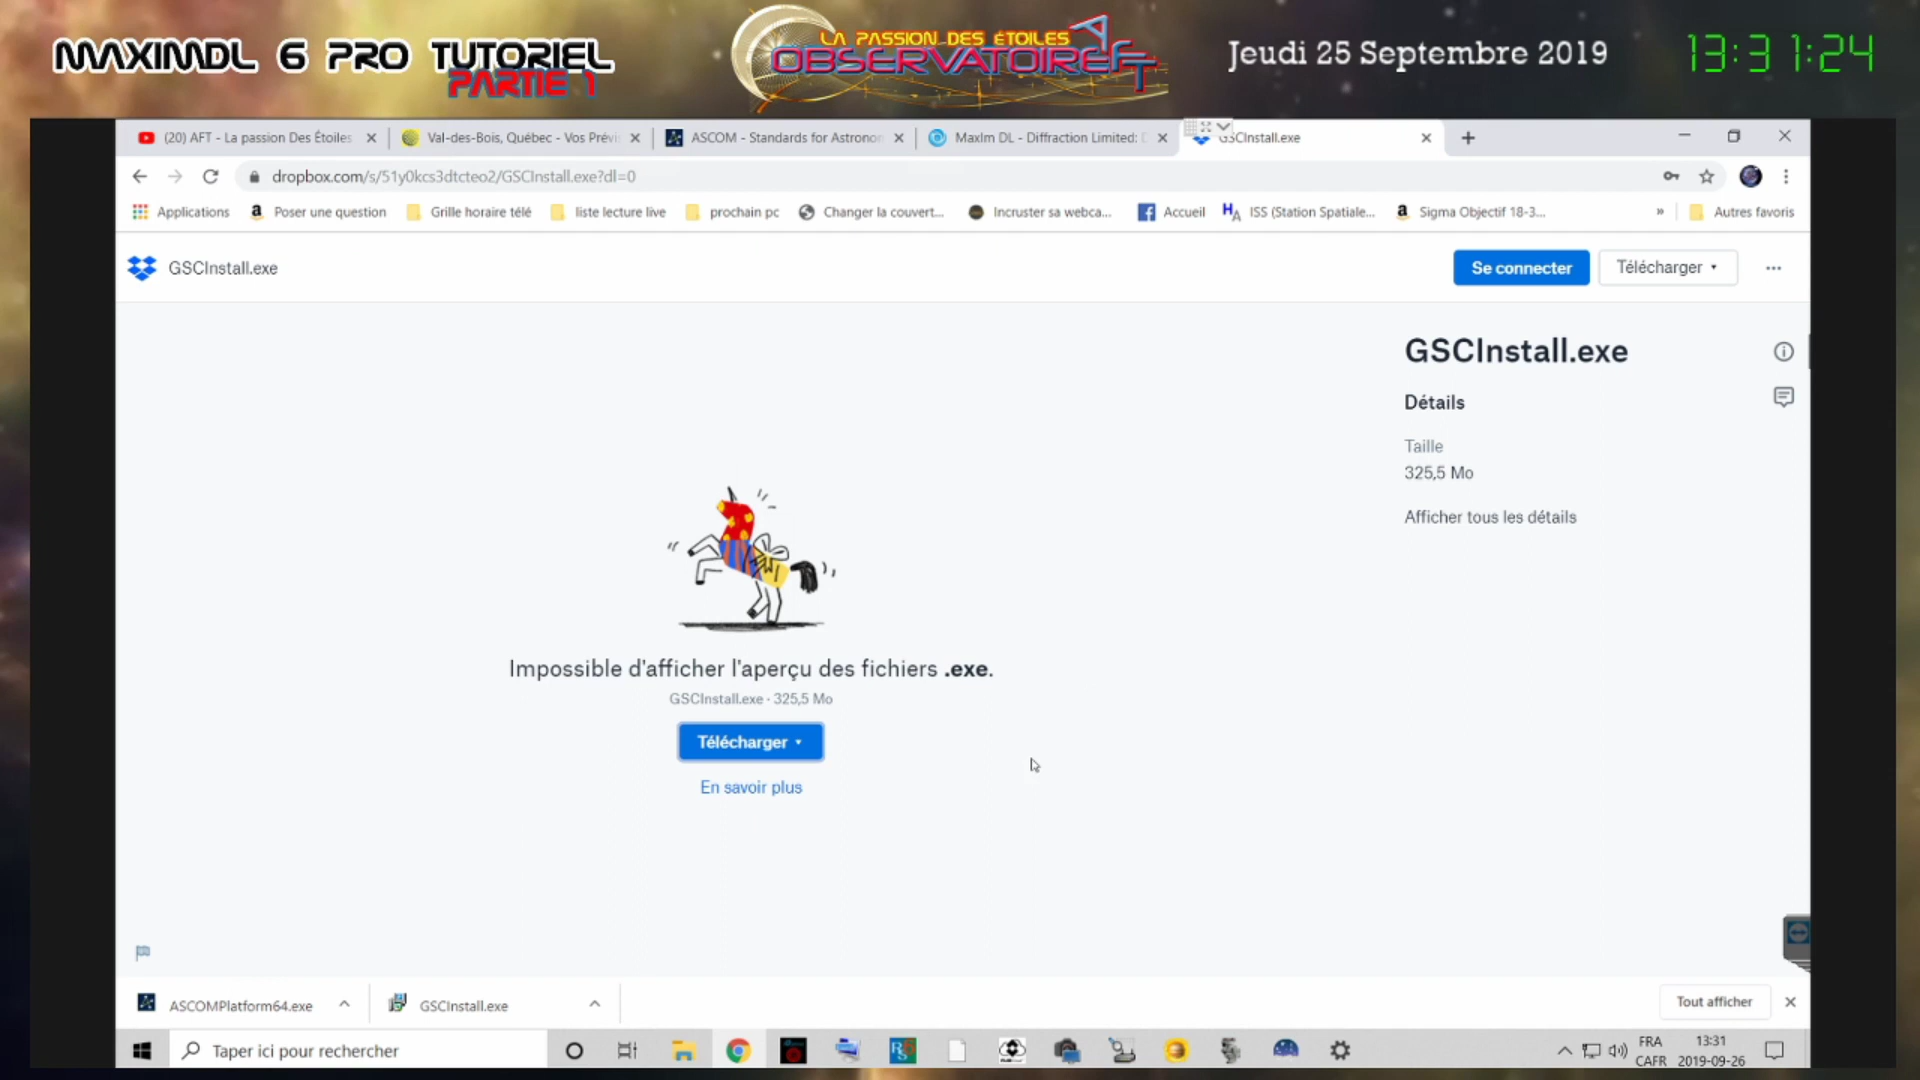 MAXIMDL 6 PRO TUTORIEL
PARTIE 1
LA PASSION DES ÉTOILES
OBSERVATOIRE AFT
Jeudi 25 Septembre 2019
13:31:24
(20) AFT - La passion Des Étoiles
Val-des-Bois, Québec - Vos Prévi
ASCOM - Standards for Astronon
MaxIm DL - Diffraction Limited: D
GSCInstall.exe
dropbox.com/s/51y0kcs3dtcteo2/GSCInstall.exe?dl=0
Applications
Poser une question
Grille horaire télé
liste lecture live
prochain pc
Changer la couvert...
Incruster sa webca...
Accueil
ISS (Station Spatiale...
Sigma Objectif 18-3...
»
Autres favoris
GSCInstall.exe
Se connecter
Télécharger
GSCInstall.exe
Détails
Taille
325,5 Mo
Afficher tous les détails
Impossible d'afficher l'aperçu des fichiers .exe.
GSCInstall.exe · 325,5 Mo
Télécharger
En savoir plus
ASCOMPlatform64.exe
GSCInstall.exe
Tout afficher
Taper ici pour rechercher
FRA
CAFR
13:31
2019-09-26